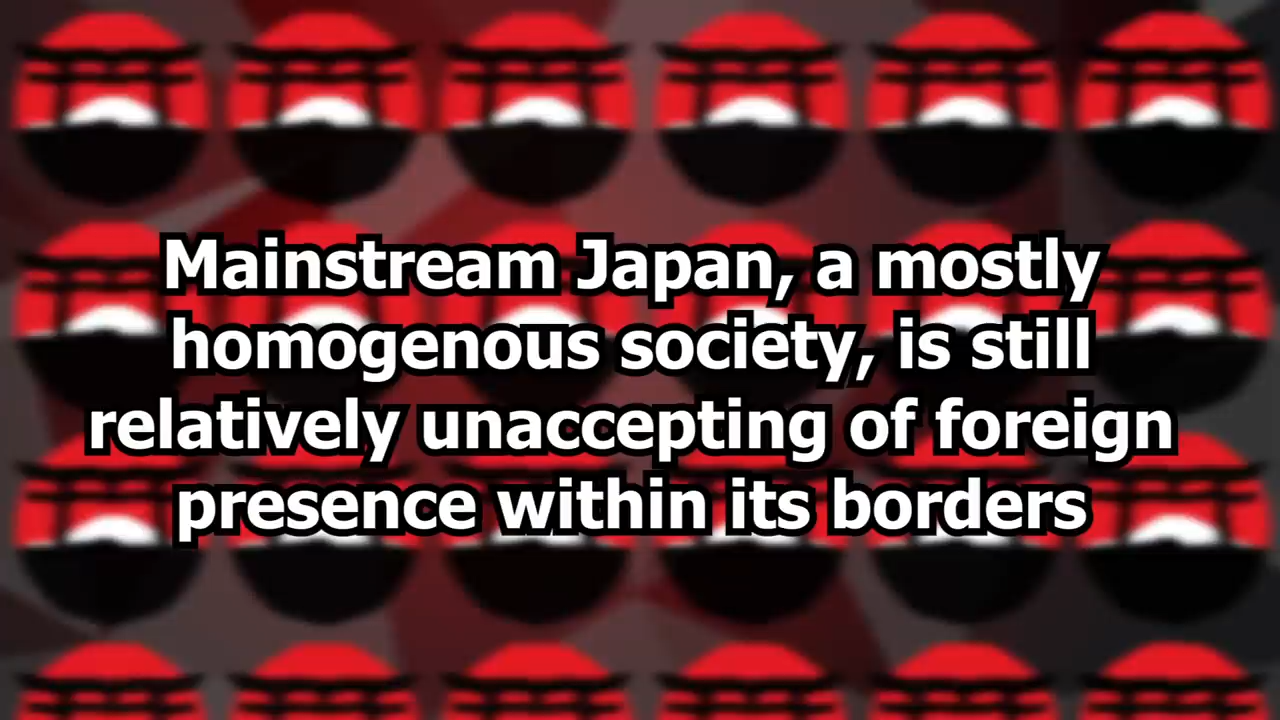 Mainstream Japan, a mostly
homogenous society, is still
relatively unaccepting of foreign
presence within its borders